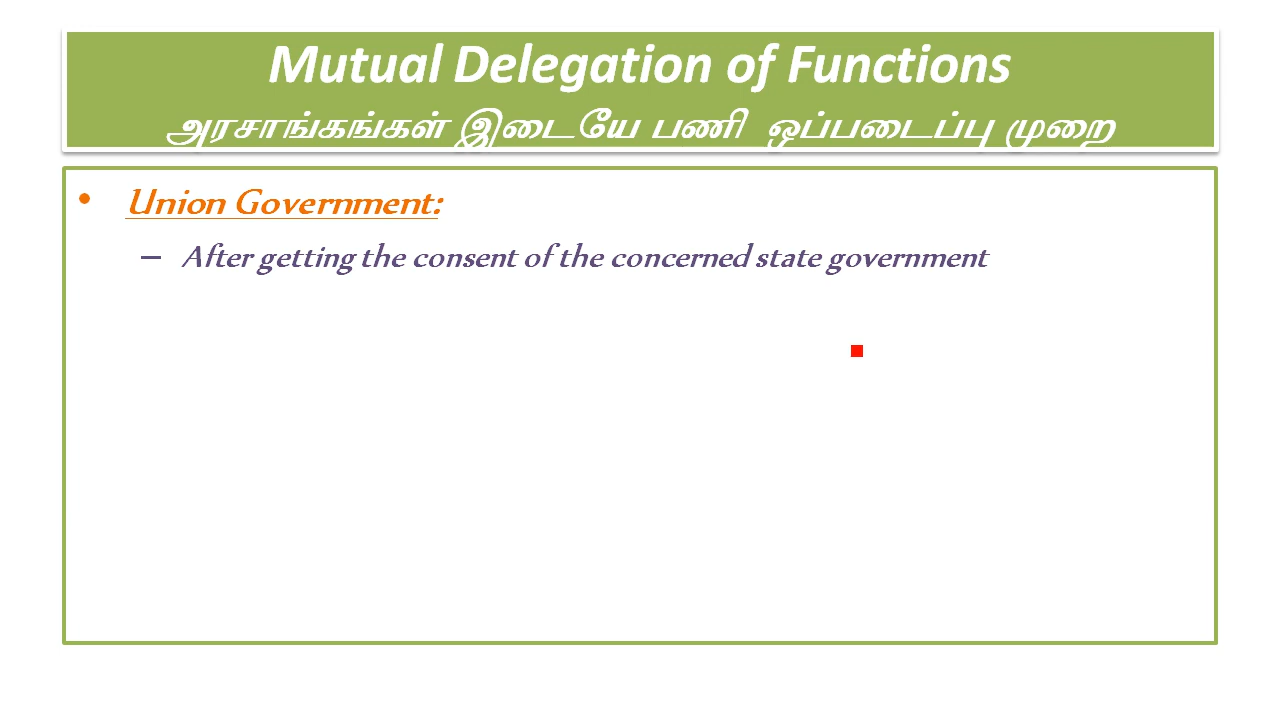 Mutual Delegation of Functions
அரசாங்கங்கள் இடையே பணி ஒப்படைப்பு முறை
• Union Government:
– After getting the consent of the concerned state government